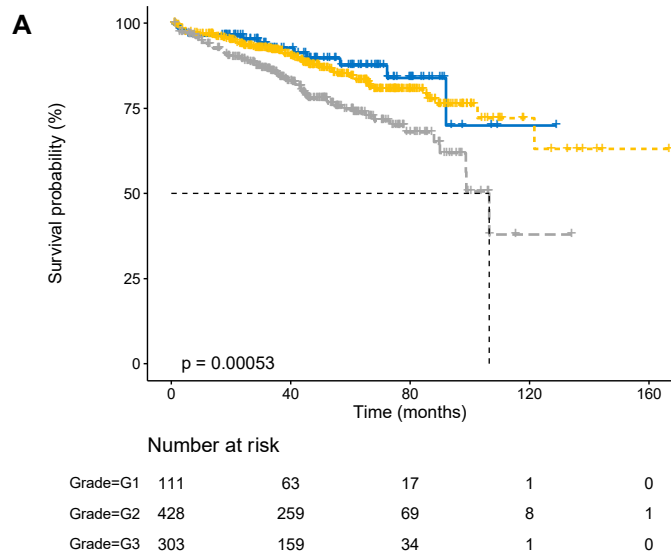 A
Survival probability (%)
100
75
50
25
0
p = 0.00053
0 40 80 120 160
Time (months)
Number at risk
Grade=G1 111 63 17 1 0
Grade=G2 428 259 69 8 1
Grade=G3 303 159 34 1 0